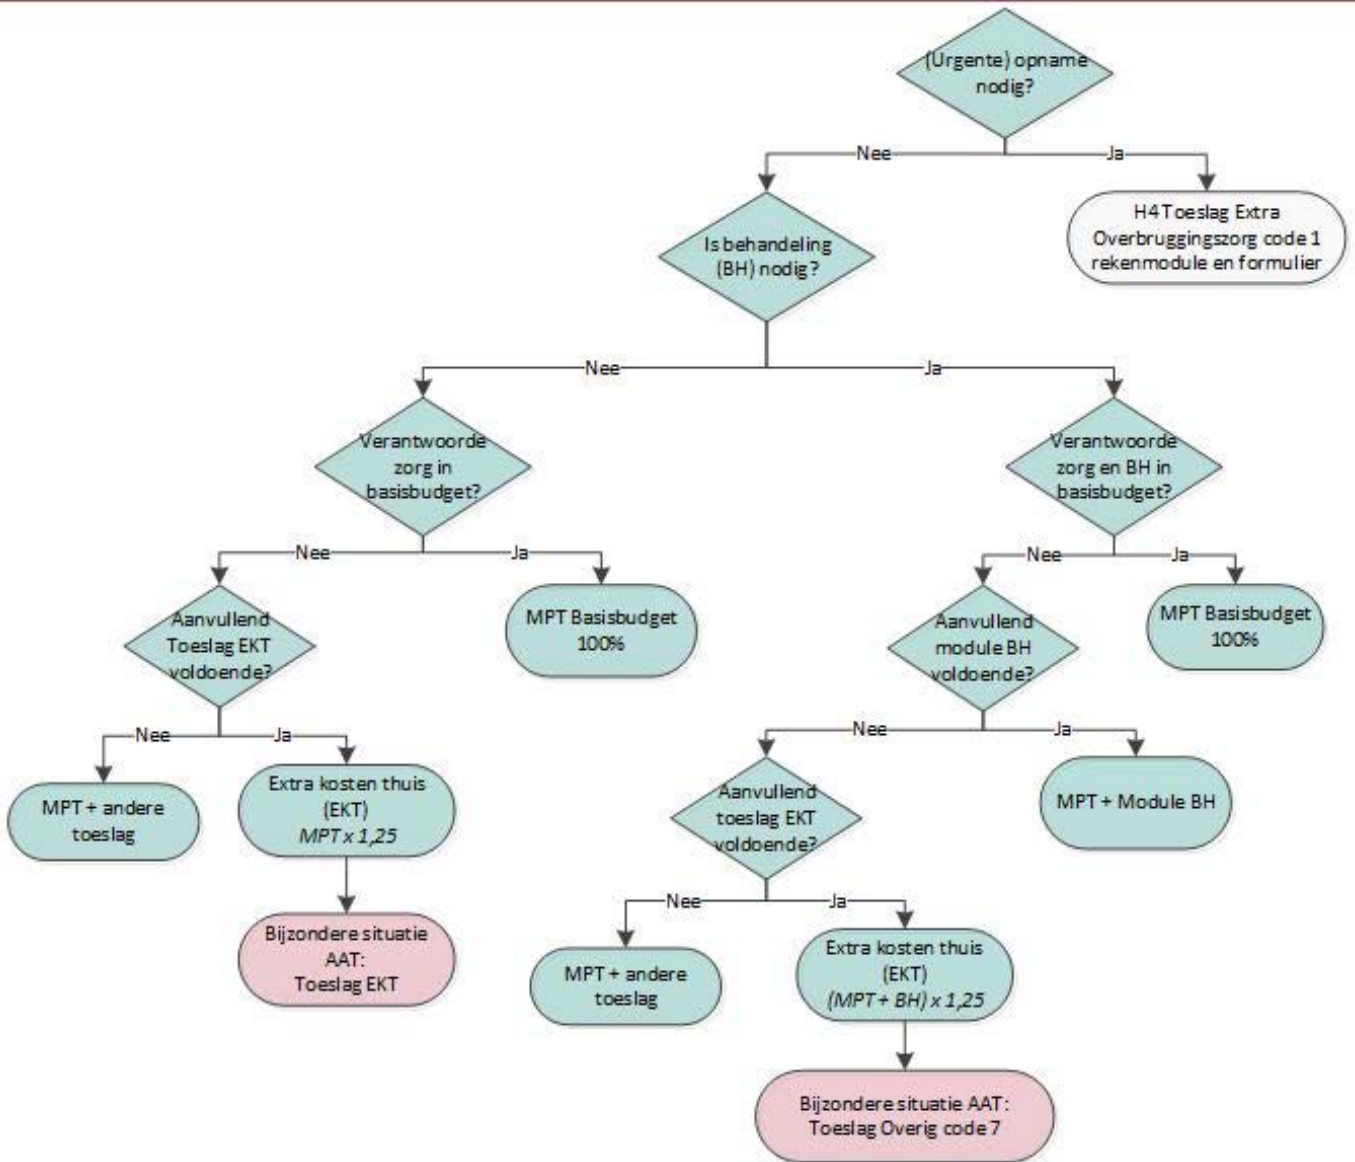 (Urgente) opname
nodig?
Nee
Ja
H4 Toeslag Extra
Overbruggingszorg code 1
rekenmodule en formulier
Is behandeling
(BH) nodig?
Nee
Ja
Verantwoorde
zorg in
basisbudget?
Verantwoorde
zorg en BH in
basisbudget?
Nee
Ja
Nee
Ja
Aanvullend
Toeslag EKT
voldoende?
MPT Basisbudget
100%
Aanvullend
module BH
voldoende?
MPT Basisbudget
100%
Nee
Ja
Nee
Ja
MPT + andere
toeslag
Extra kosten thuis
(EKT)
MPT x 1,25
Aanvullend
toeslag EKT
voldoende?
MPT + Module BH
Nee
Ja
Bijzondere situatie
AAT:
Toeslag EKT
MPT + andere
toeslag
Extra kosten thuis
(EKT)
(MPT + BH) x 1,25
Bijzondere situatie AAT:
Toeslag Overig code 7